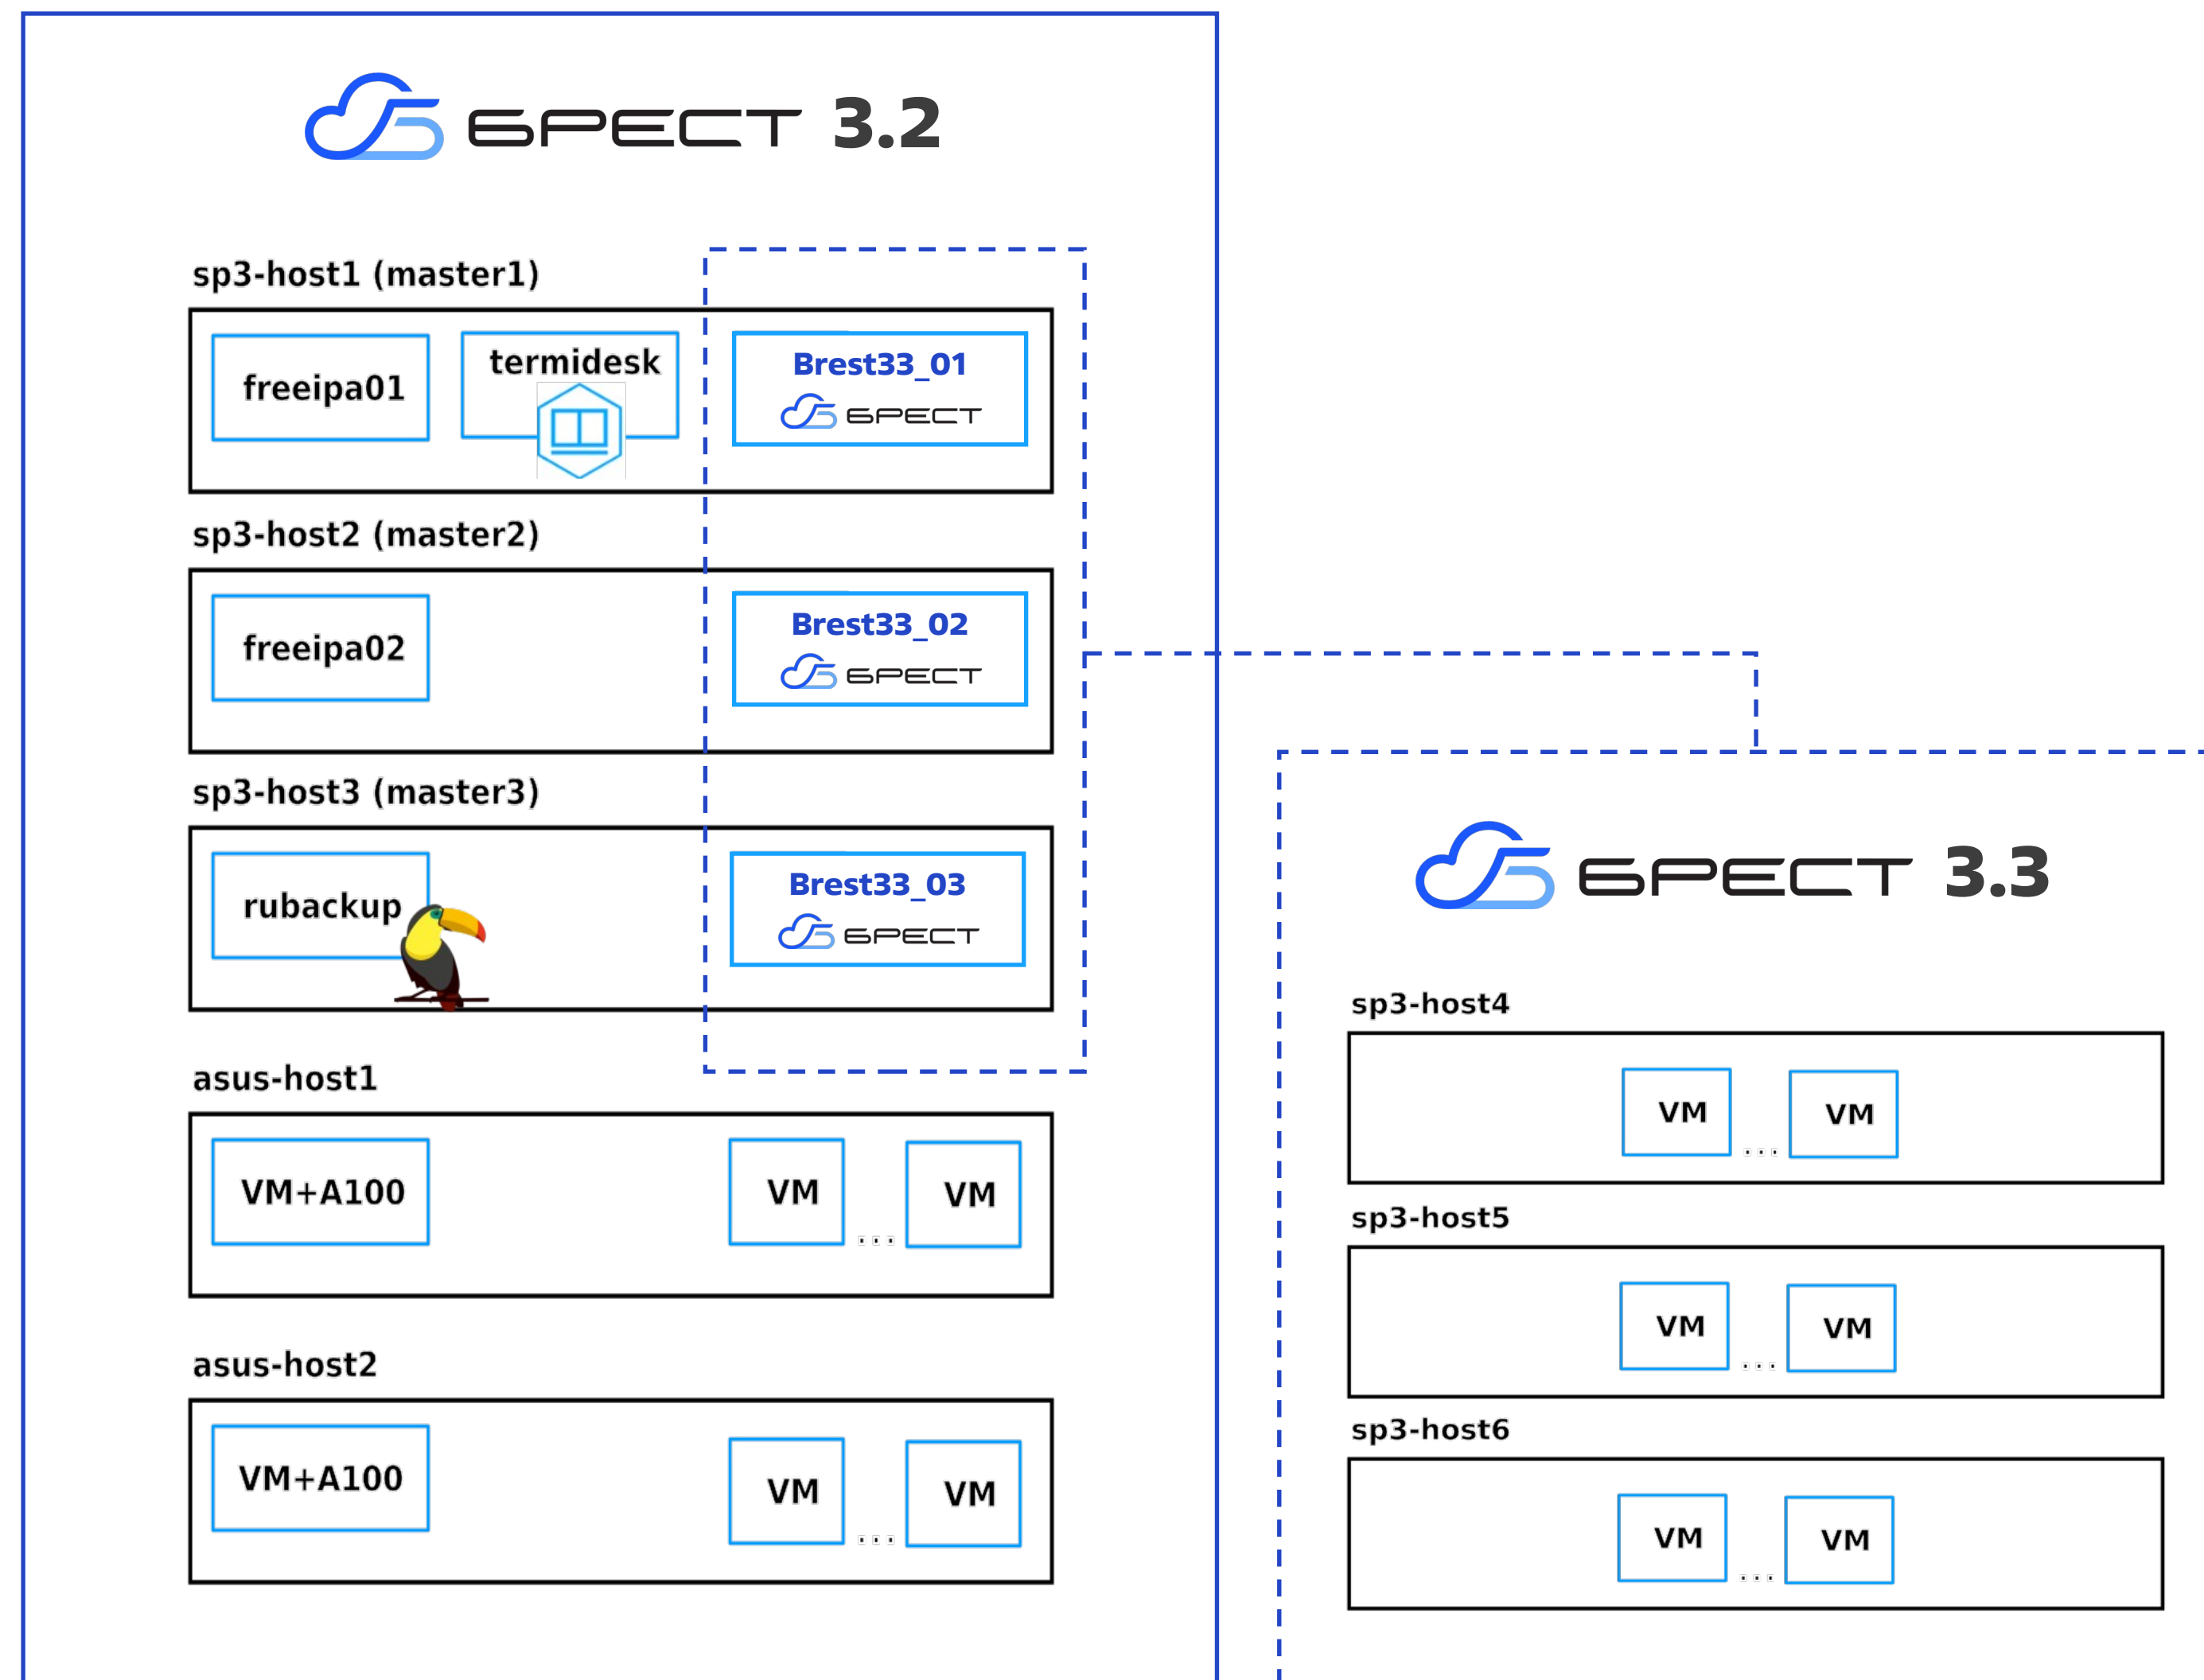 БРЕСТ 3.2
sp3-host1 (master1)
freeipa01
termidesk
Brest33_01
БРЕСТ
sp3-host2 (master2)
freeipa02
Brest33_02
БРЕСТ
sp3-host3 (master3)
rubackup
Brest33_03
БРЕСТ
asus-host1
VM+A100
VM
...
VM
asus-host2
VM+A100
VM
...
VM
БРЕСТ 3.3
sp3-host4
VM
...
VM
sp3-host5
VM
...
VM
sp3-host6
VM
...
VM